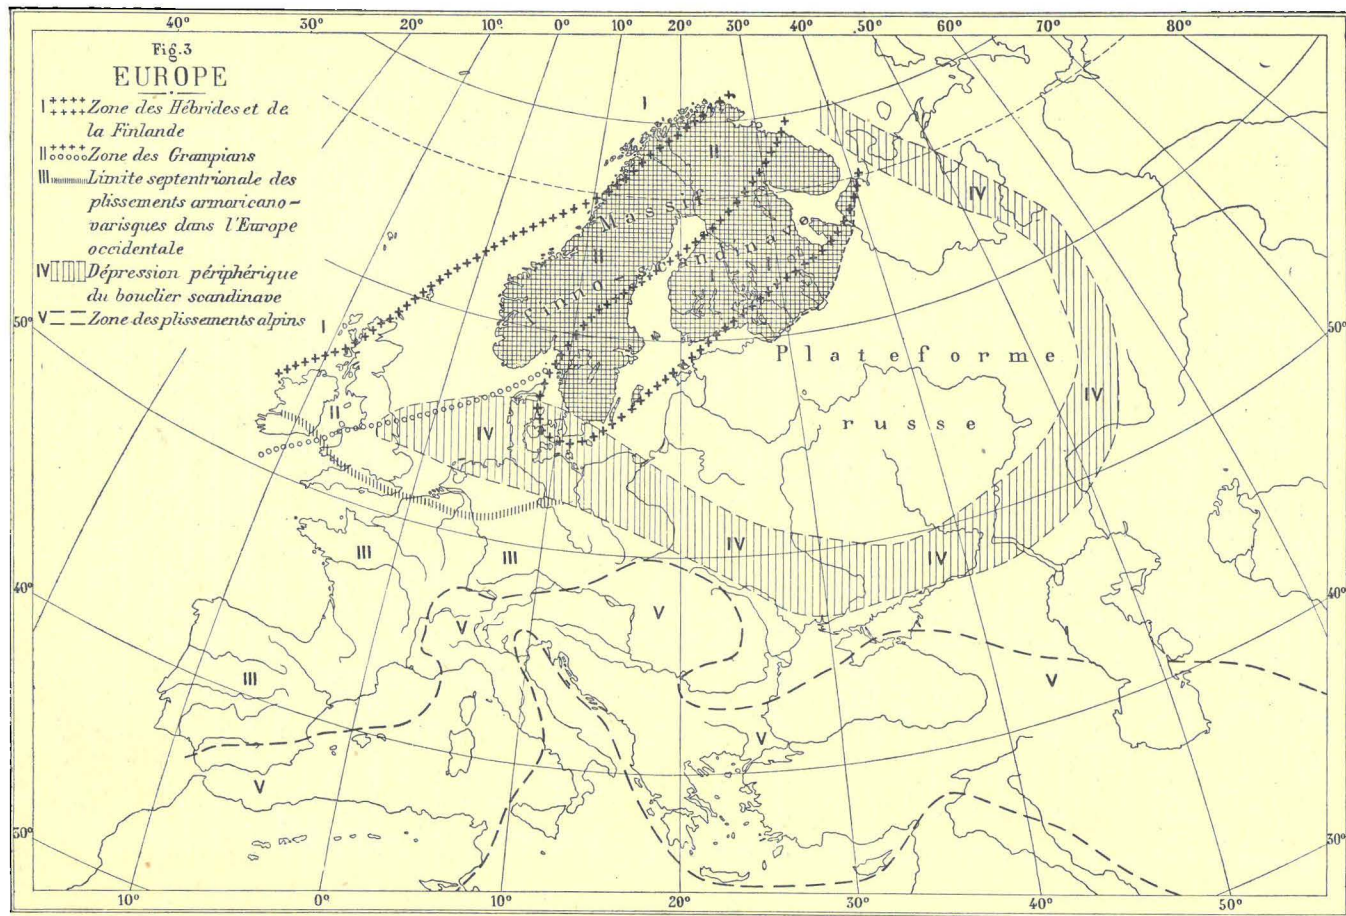 40° 30° 20° 10° 0° 10° 20° 30° 40° 50° 60° 70° 80°
Fig.3
EUROPE
I Zone des Hébrides et de
la Finlande
II Zone des Grampians
III Limite septentrionale des
plissements armoricano-
varisques dans l'Europe
occidentale
IV Dépression périphérique
du bouclier scandinave
V Zone des plissements alpins
I
II
IV
Massif
II
finno-scandinave
50°
50°
I
Plateforme
russe
II
IV
IV
III
III
IV
IV
40°
40°
V
V
III
V
V
V
30°
30°
10° 0° 10° 20° 30° 40° 50°